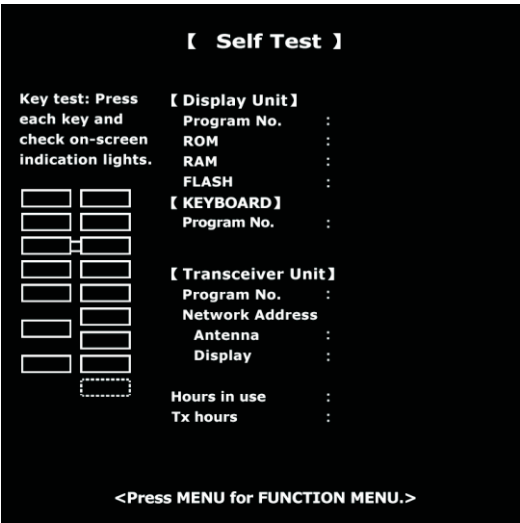 【 Self Test 】
Key test: Press
each key and
check on-screen
indication lights.
【 Display Unit 】
Program No. :
ROM :
RAM :
FLASH :
【 KEYBOARD 】
Program No. :
【 Transceiver Unit 】
Program No. :
Network Address
Antenna :
Display :
Hours in use :
Tx hours :
<Press MENU for FUNCTION MENU.>